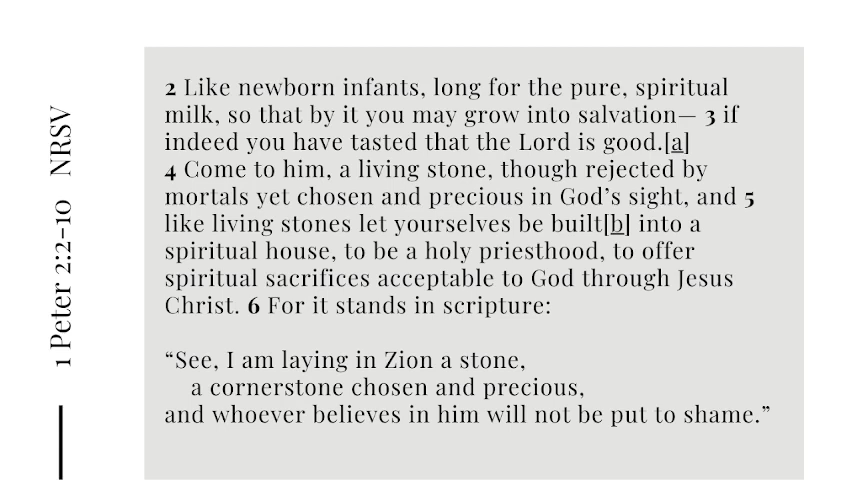 1 Peter 2:2-10 NRSV
2 Like newborn infants, long for the pure, spiritual
milk, so that by it you may grow into salvation— 3 if
indeed you have tasted that the Lord is good.[a]
4 Come to him, a living stone, though rejected by
mortals yet chosen and precious in God’s sight, and 5
like living stones let yourselves be built[b] into a
spiritual house, to be a holy priesthood, to offer
spiritual sacrifices acceptable to God through Jesus
Christ. 6 For it stands in scripture:
“See, I am laying in Zion a stone,
a cornerstone chosen and precious,
and whoever believes in him will not be put to shame.”